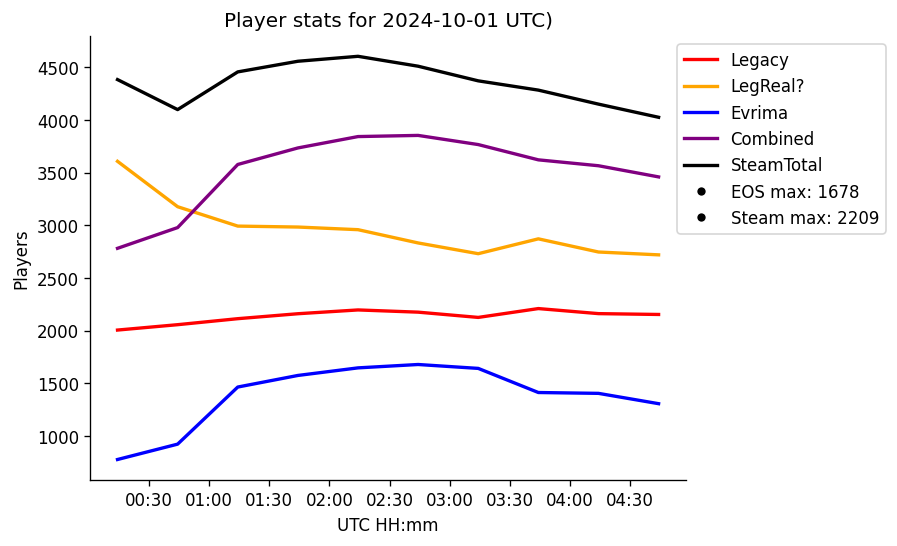 Player stats for 2024-10-01 UTC)
Legacy
LegReal?
Evrima
Combined
SteamTotal
EOS max: 1678
Steam max: 2209
Players
4500
4000
3500
3000
2500
2000
1500
1000
00:30 01:00 01:30 02:00 02:30 03:00 03:30 04:00 04:30
UTC HH:mm